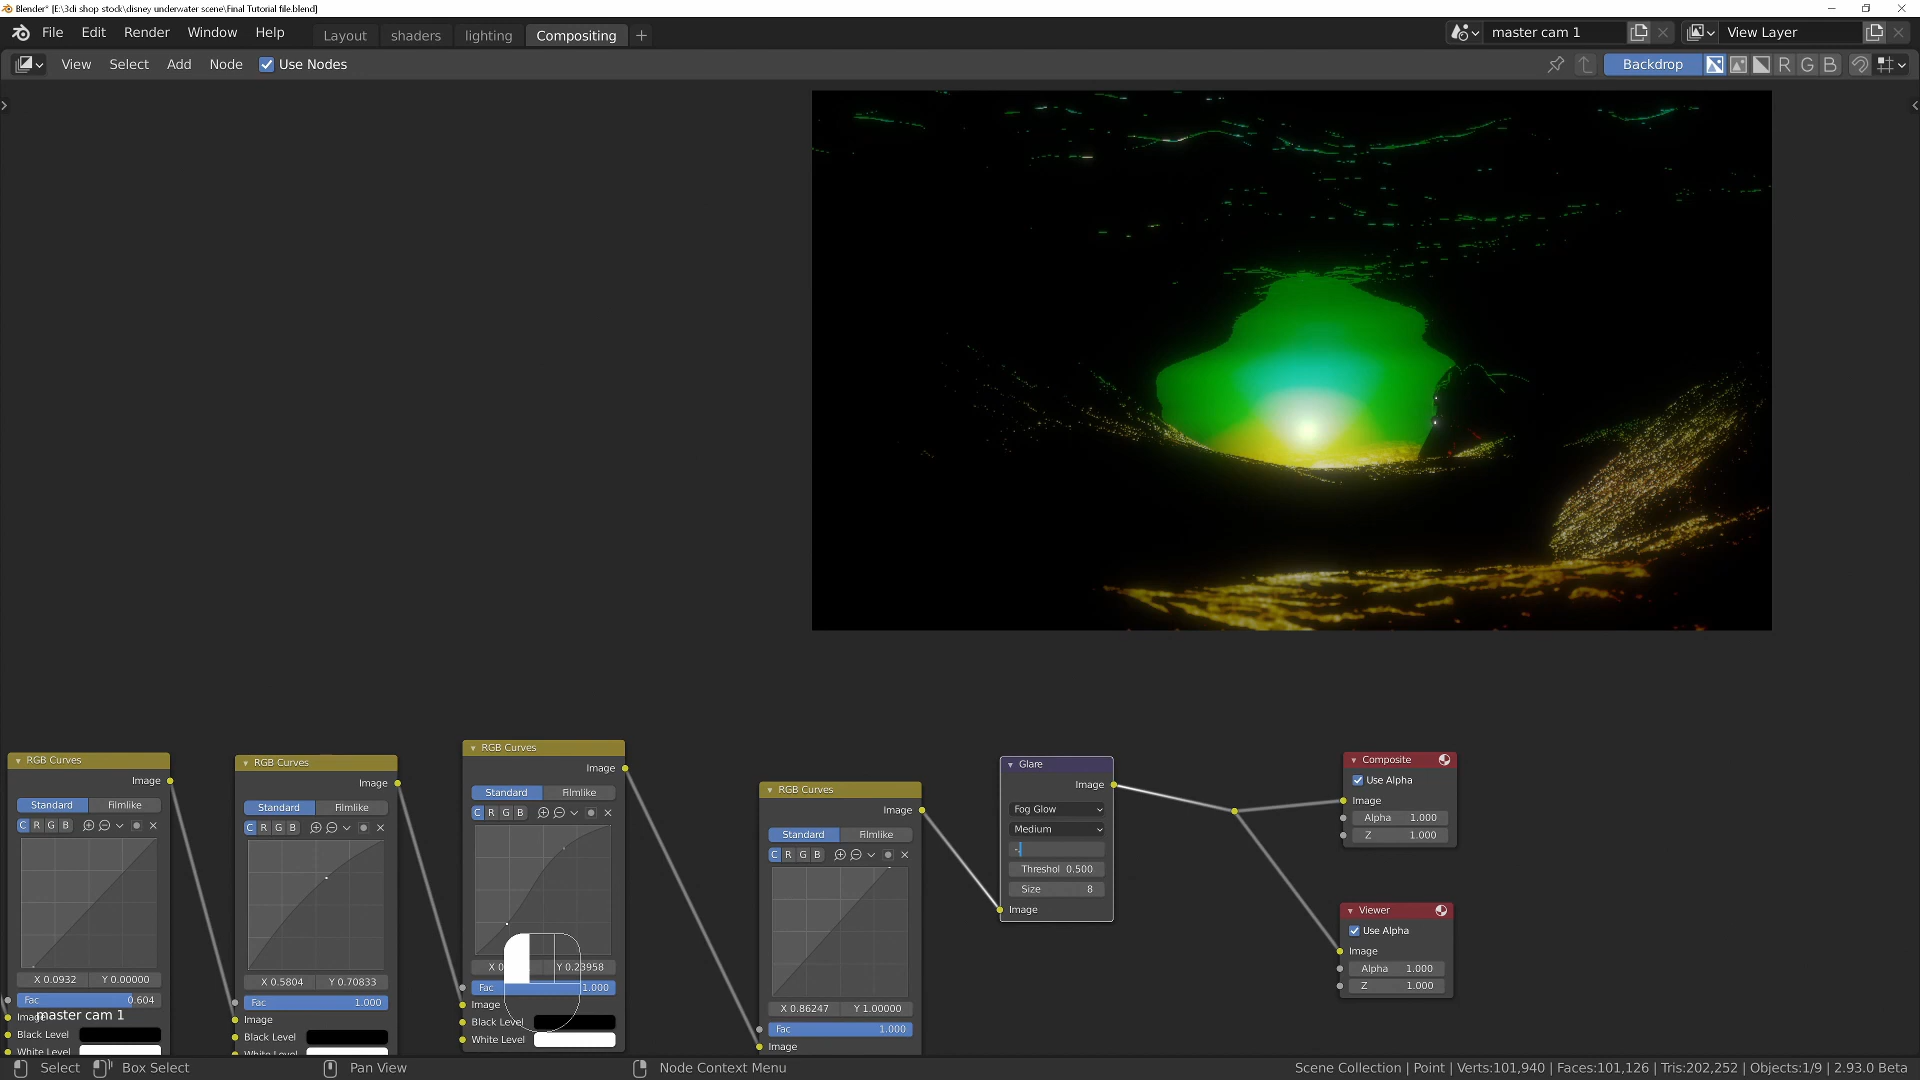 Blender* [E:\3di shop stock\disney underwater scene\Final Tutorial file.blend]
File Edit Render Window Help Layout shaders lighting Compositing + master cam 1 View Layer
View Select Add Node Use Nodes Backdrop R G B
RGB Curves
Image
Standard Filmlike
C R G B
X 0.0932 Y 0.00000
Fac 0.604
Image
master cam 1
Black Level
White Level
RGB Curves
Image
Standard Filmlike
C R G B
X 0.5804 Y 0.70833
Fac 1.000
Image
Black Level
White Level
RGB Curves
Image
Standard Filmlike
C R G B
X 0 Y 0.23958
Fac 1.000
Image
Black Level
White Level
RGB Curves
Image
Standard Filmlike
C R G B
X 0.86247 Y 1.00000
Fac 1.000
Image
Glare
Image
Fog Glow
Medium
-
Threshol 0.500
Size 8
Image
Composite
Use Alpha
Image
Alpha 1.000
Z 1.000
Viewer
Use Alpha
Image
Alpha 1.000
Z 1.000
Select Box Select Pan View Node Context Menu Scene Collection | Point | Verts:101,940 | Faces:101,126 | Tris:202,252 | Objects:1/9 | 2.93.0 Beta